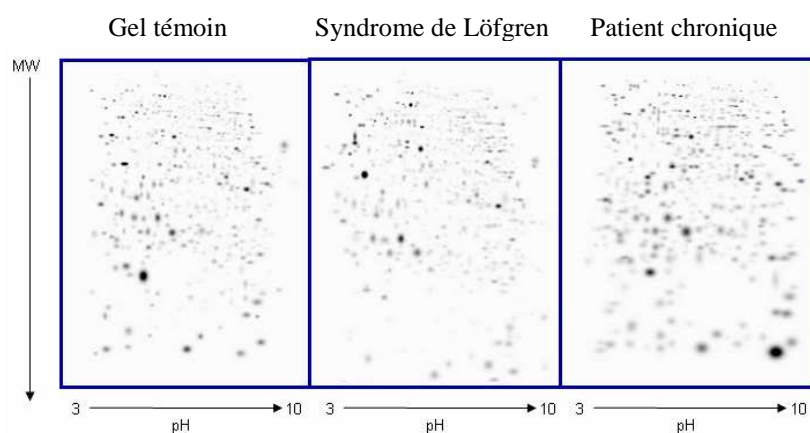 Gel témoin Syndrome de Löfgren Patient chronique
MW
3 10 3 10 3 10
pH pH pH